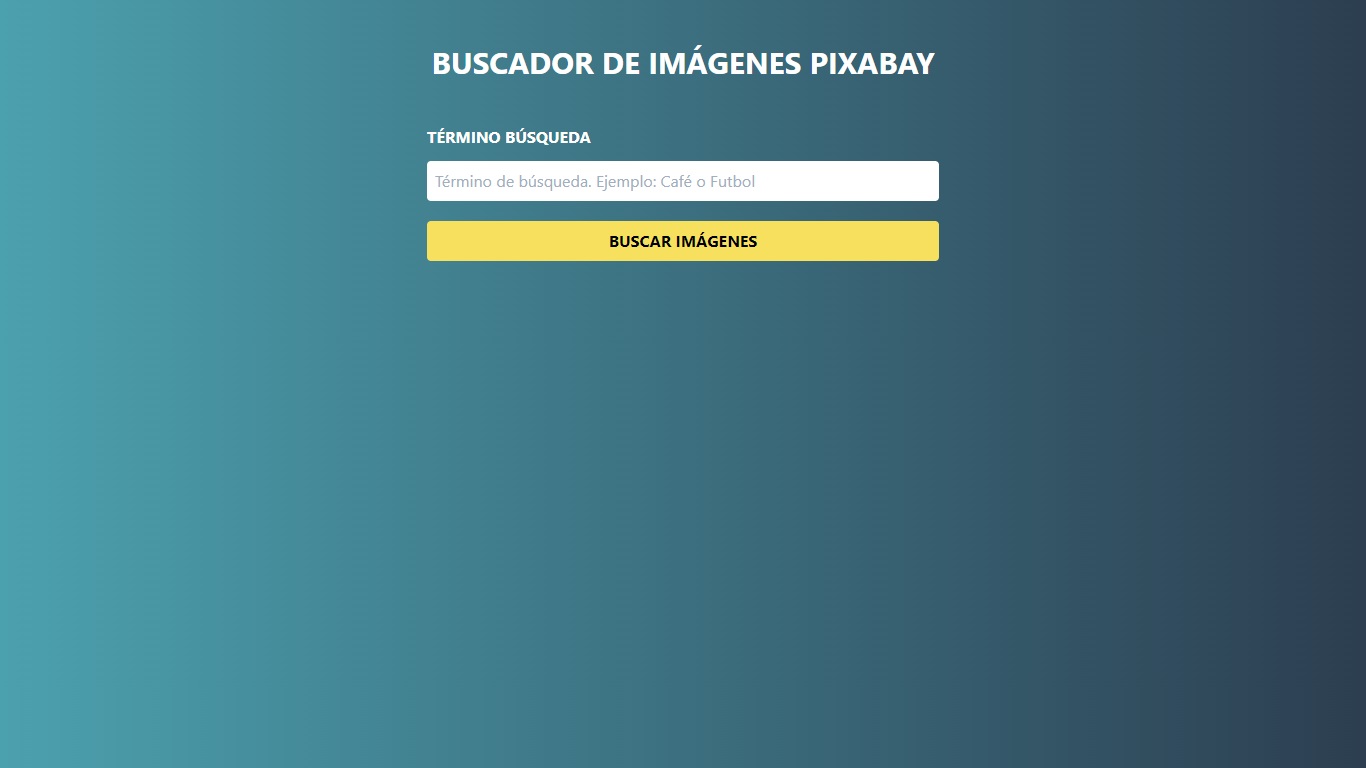 BUSCADOR DE IMÁGENES PIXABAY
TÉRMINO BÚSQUEDA
Término de búsqueda. Ejemplo: Café o Futbol
BUSCAR IMÁGENES